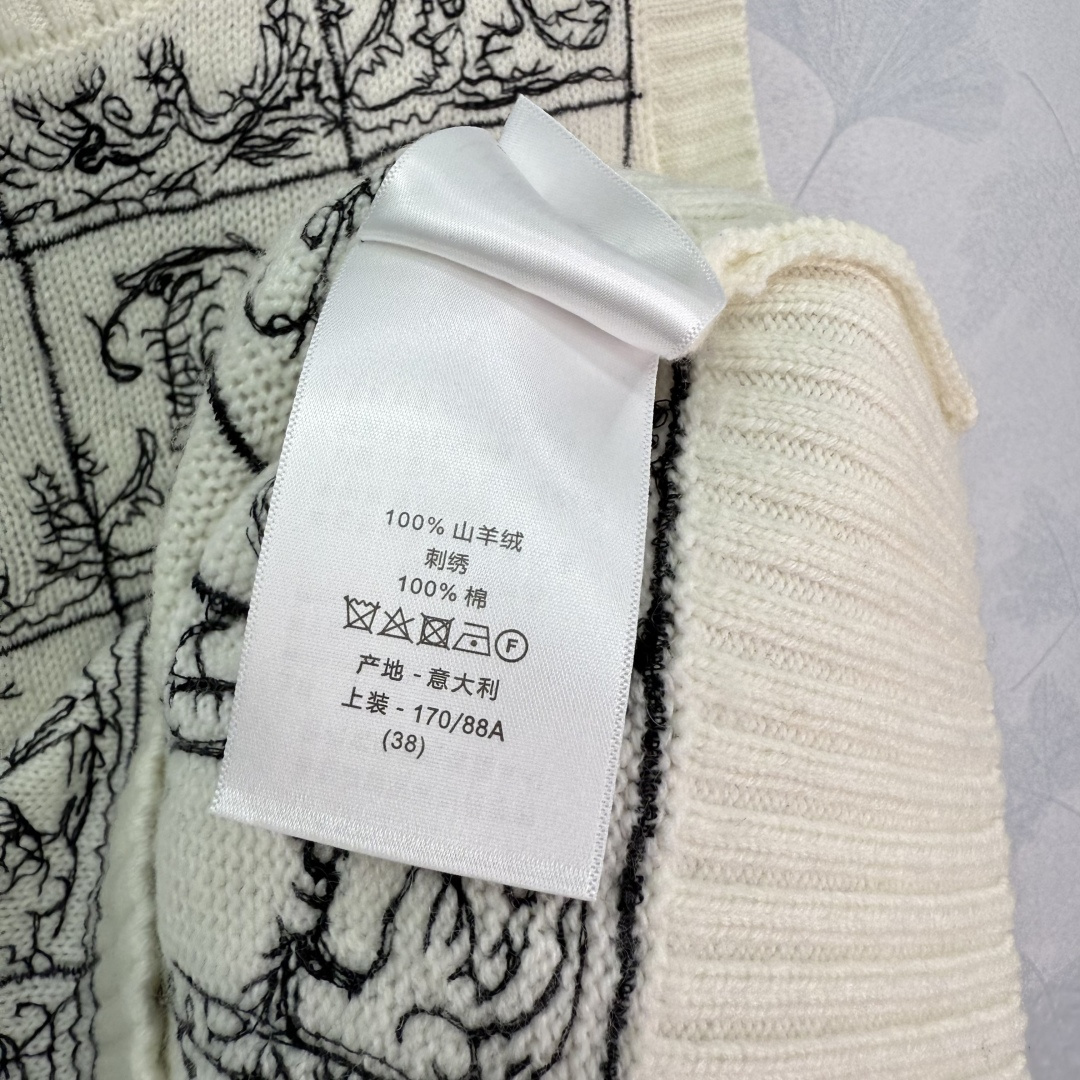 100% 山羊绒
刺绣
100% 棉
F
产地 - 意大利
上装 - 170/88A
(38)